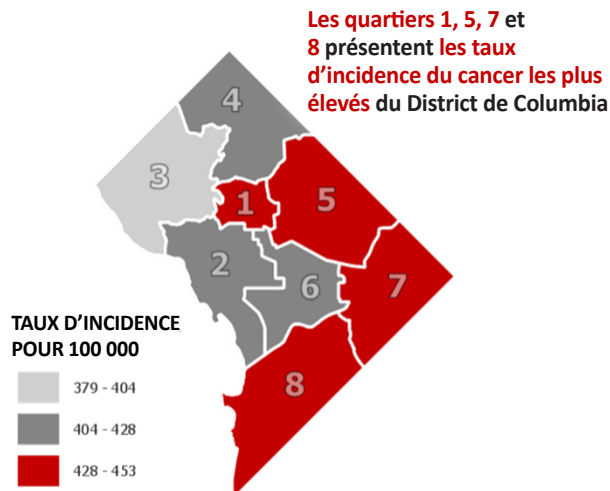 Les quartiers 1, 5, 7 et
8 présentent les taux
d’incidence du cancer les plus
élevés du District de Columbia
4
3
1
5
2
6
7
8
TAUX D’INCIDENCE
POUR 100 000
379 - 404
404 - 428
428 - 453